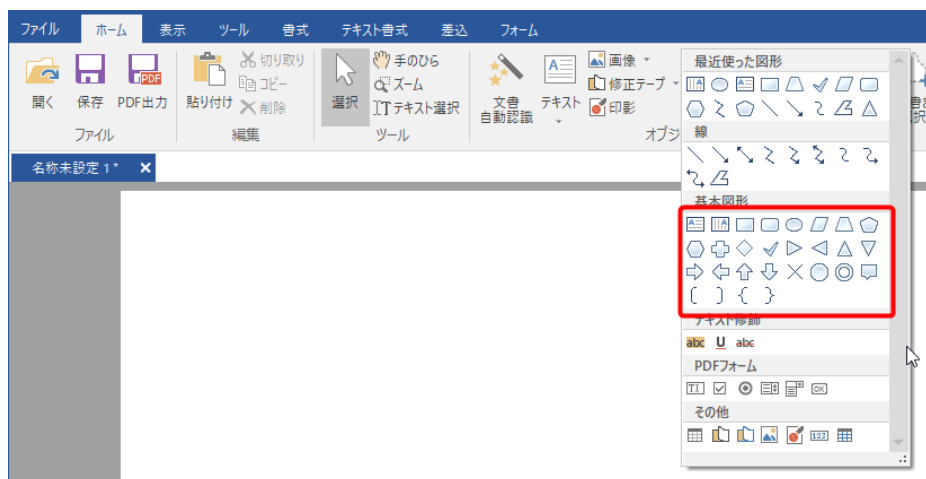 ファイル ホーム 表示 ツール 書式 テキスト書式 差込 フォーム
開く 保存 PDF出力 貼り付け 切り取り コピー 削除 選択 手のひら ズーム テキスト選択 文書自動認識 テキスト 画像 修正テープ 印影
ファイル 編集 ツール オブジ
名称未設定 1*
最近使った図形
線
基本図形
テキスト修飾
abc U abc
PDFフォーム
TI OK
その他
123